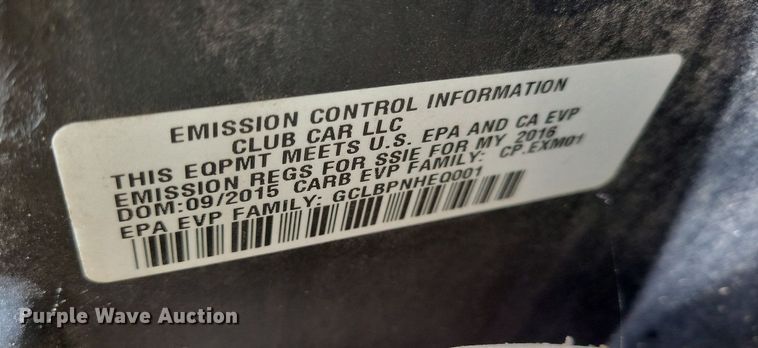 EMISSION CONTROL INFORMATION
CLUB CAR LLC
THIS EQPMT MEETS U.S. EPA AND CA EVP
EMISSION REGS FOR SSIE FOR MY 2016
DOM:09/2015 CARB EVP FAMILY: CP.EXM01
EPA EVP FAMILY: GCLBPNHEQ001
Purple Wave Auction